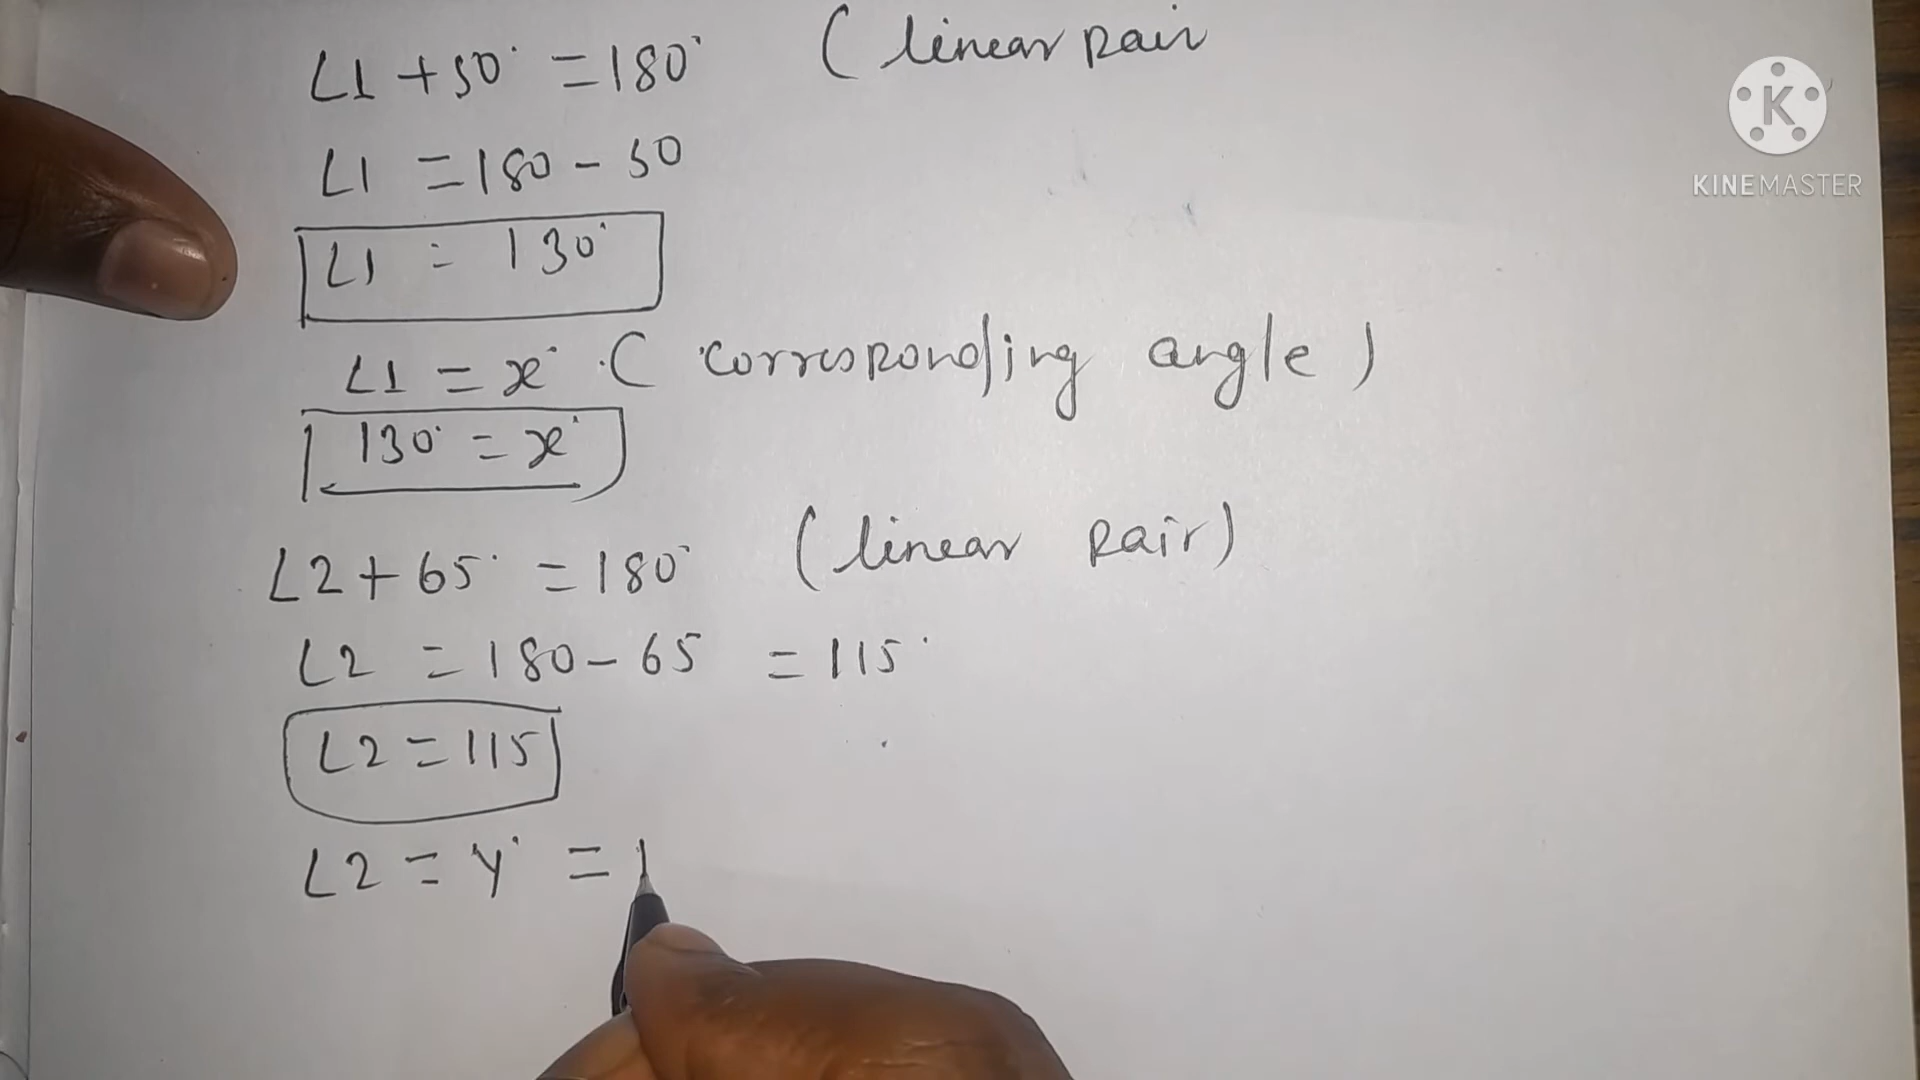 ∠1 + 50° = 180° (linear pair
∠1 = 180 - 50
∠1 = 130°
∠1 = x° (corresponding angle)
130° = x°
∠2 + 65° = 180° (linear pair)
∠2 = 180 - 65 = 115°
∠2 = 115
∠2 = y° = 1
K
KINEMASTER